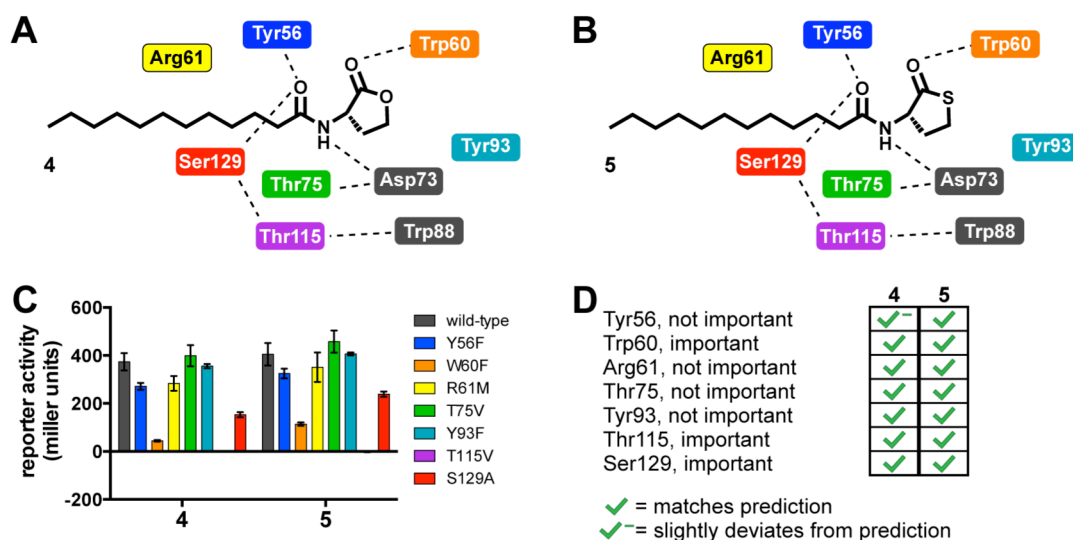 A
Tyr56
Trp60
Arg61
O
O
O
N
H
4
Ser129
Tyr93
Thr75
Asp73
Thr115
Trp88
B
Tyr56
Trp60
Arg61
O
O
S
N
H
5
Ser129
Tyr93
Thr75
Asp73
Thr115
Trp88
C
reporter activity
(miller units)
600
400
200
0
-200
4
5
wild-type
Y56F
W60F
R61M
T75V
Y93F
T115V
S129A
D
4 5
Tyr56, not important
Trp60, important
Arg61, not important
Thr75, not important
Tyr93, not important
Thr115, important
Ser129, important
✓ = matches prediction
✓– = slightly deviates from prediction